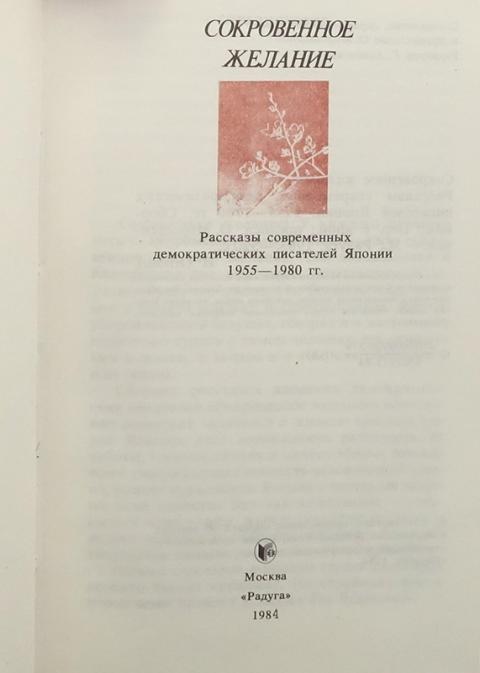 СОКРОВЕННОЕ
ЖЕЛАНИЕ
Рассказы современных
демократических писателей Японии
1955—1980 гг.
Москва
«Радуга»
1984